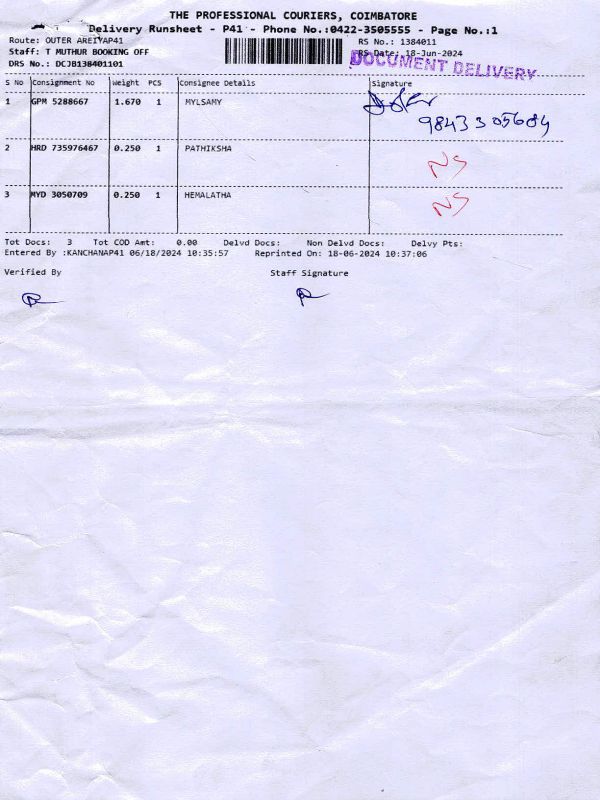 THE PROFESSIONAL COURIERS, COIMBATORE
Delivery Runsheet - P41 - Phone No.:0422-3505555 - Page No.:1
Route: OUTER AREIYAP41 RS No.: 1384011
Staff: T MUTHUR BOOKING OFF RS Date: 18-Jun-2024
DOCUMENT DELIVERY
DRS No.: DCJB138401101
S No Consignment No Weight PCS Consignee Details Signature
1 GPM 5288667 1.670 1 MYLSAMY
9843305684
2 HRD 735976467 0.250 1 PATHIKSHA NS
3 MYD 3050709 0.250 1 HEMALATHA NS
Tot Docs: 3 Tot COD Amt: 0.00 Delvd Docs: Non Delvd Docs: Delvy Pts:
Entered By :KANCHANAP41 06/18/2024 10:35:57 Reprinted On: 18-06-2024 10:37:06
Verified By Staff Signature